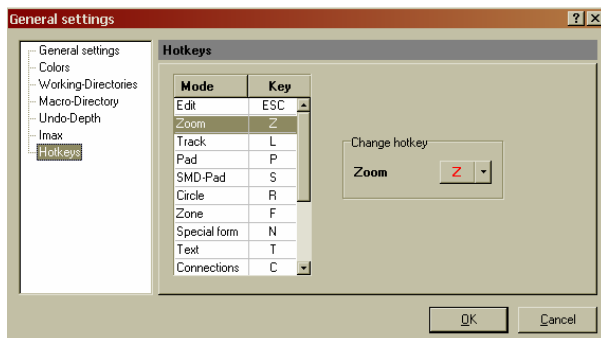 General settings
General settings
Colors
Working-Directories
Macro-Directory
Undo-Depth
Imax
Hotkeys
Hotkeys
Mode Key
Edit ESC
Zoom Z
Track L
Pad P
SMD-Pad S
Circle R
Zone F
Special form N
Text T
Connections C
Change hotkey
Zoom Z
OK Cancel